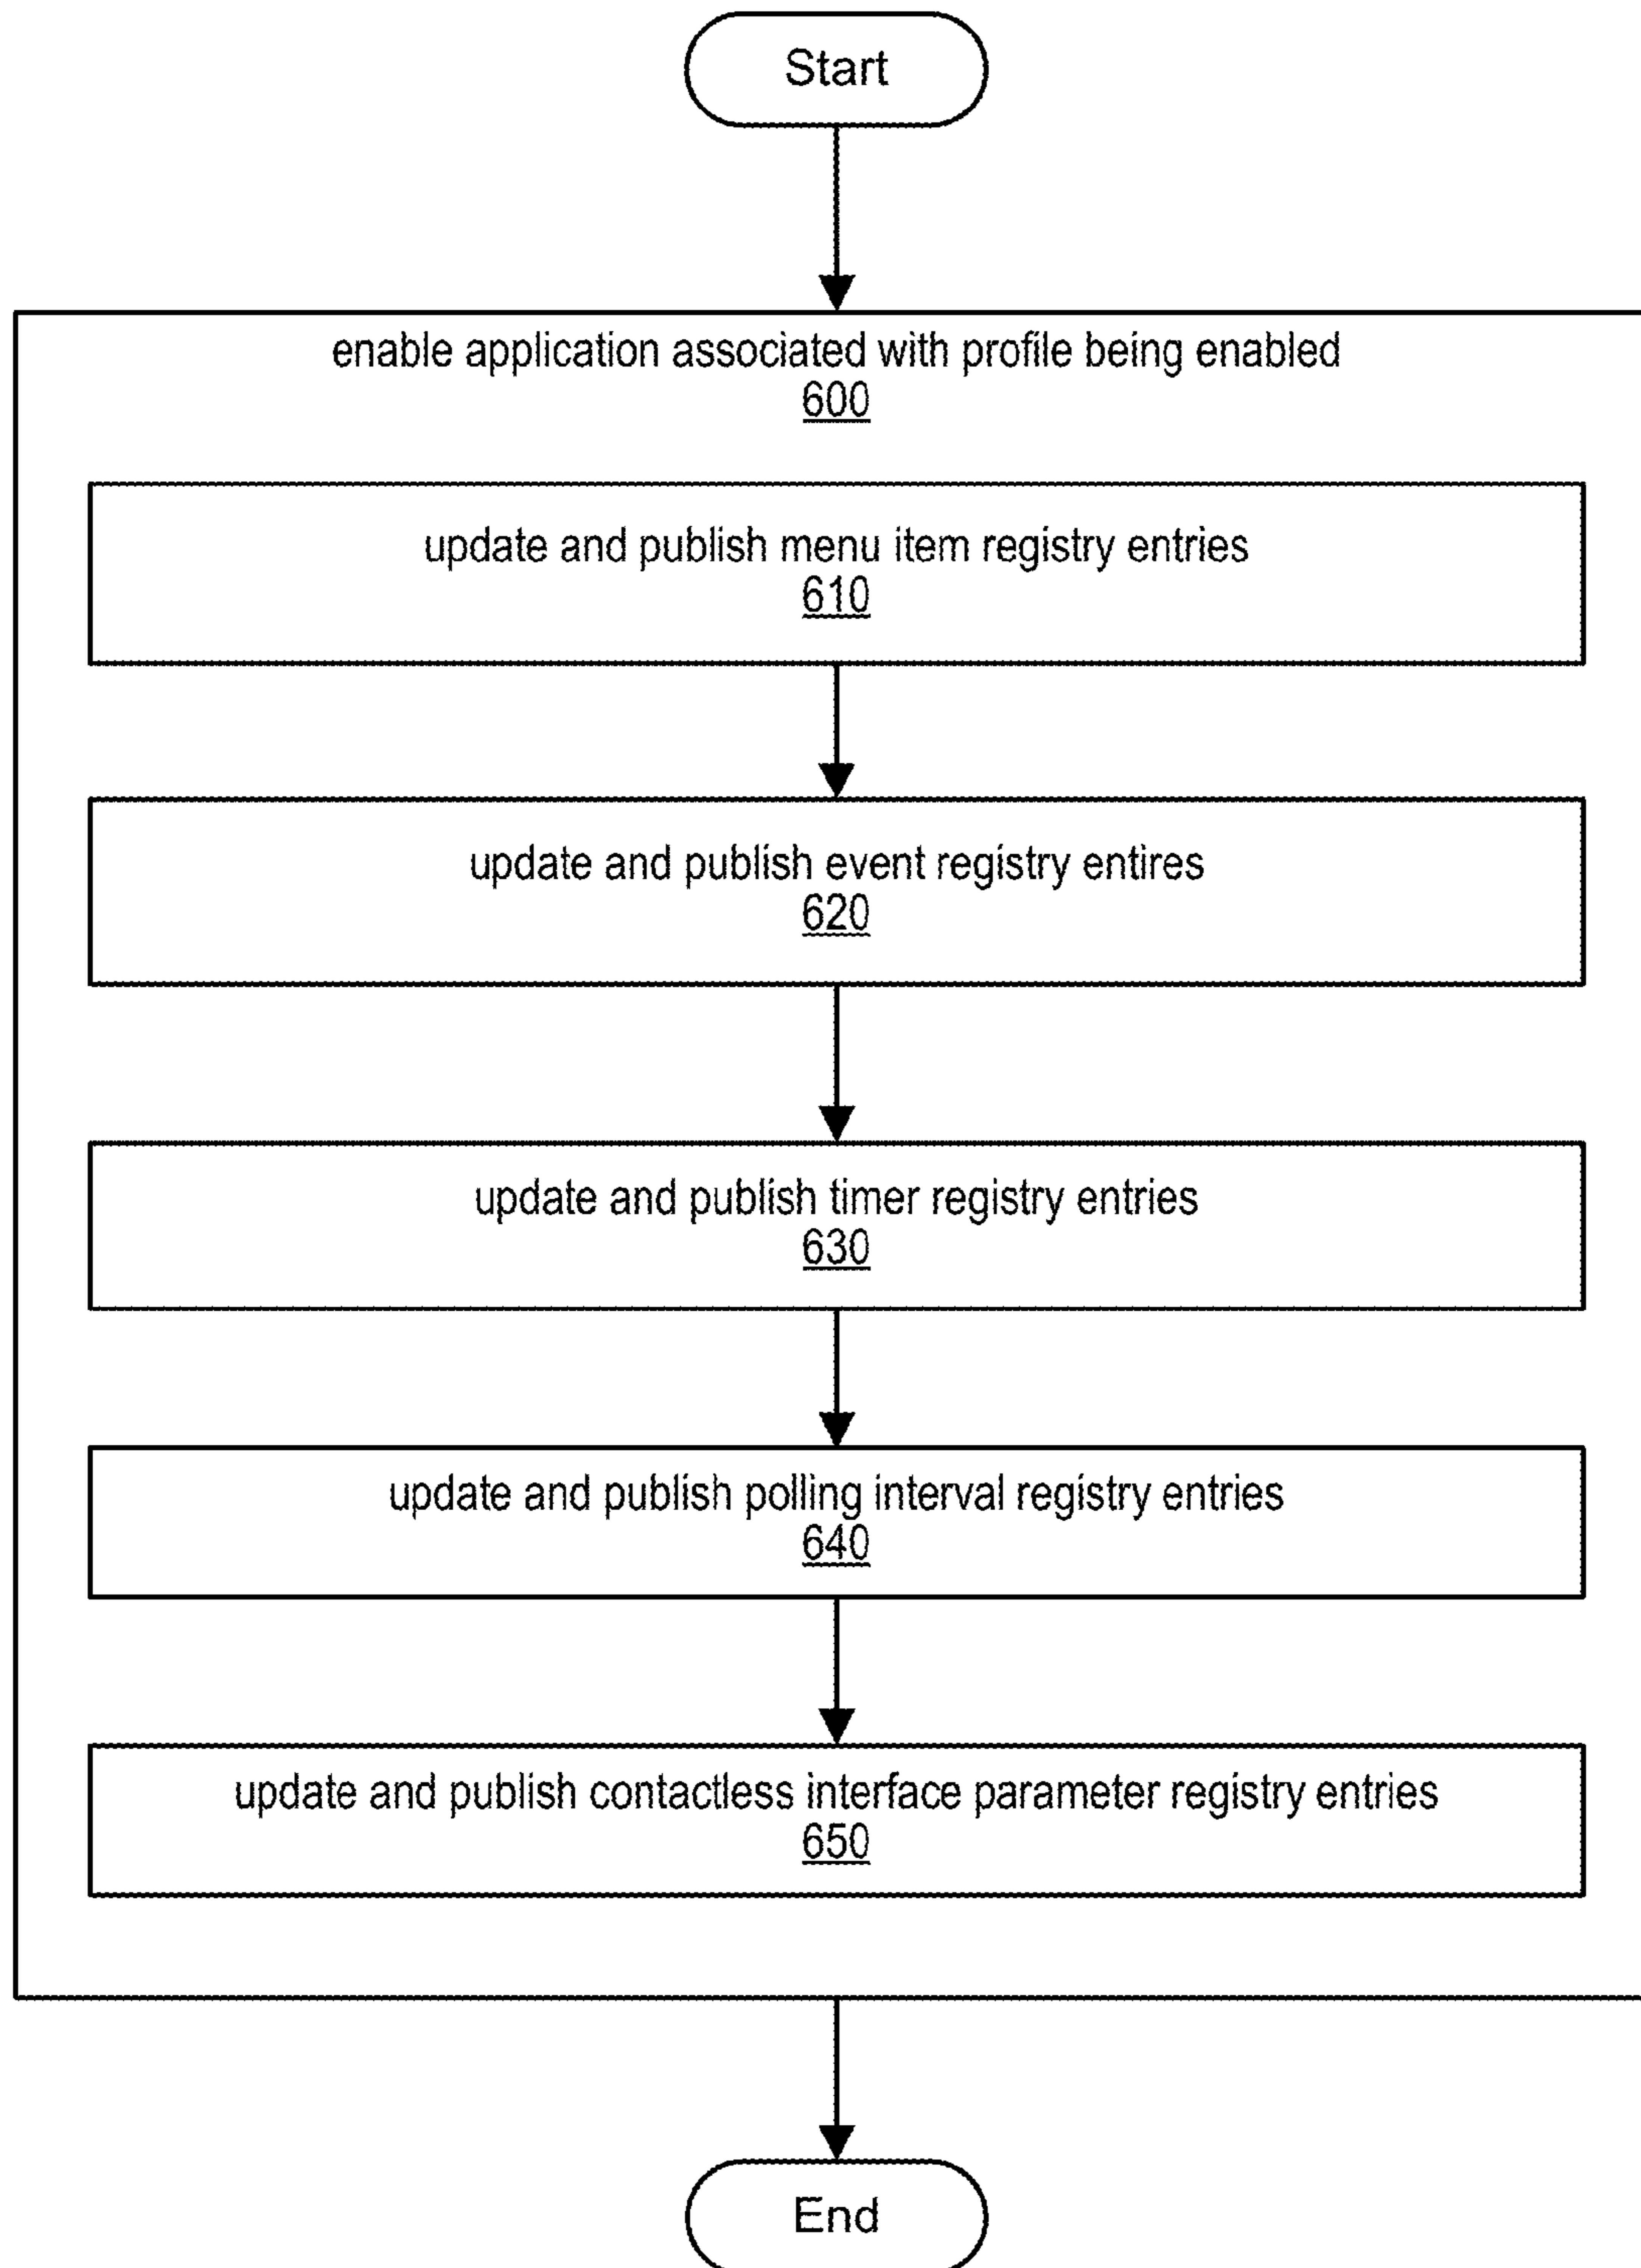 Start
enable application associated with profile being enabled
600
update and publish menu item registry entries
610
update and publish event registry entires
620
update and publish timer registry entries
630
update and publish polling interval registry entries
640
update and publish contactless interface parameter registry entries
650
End